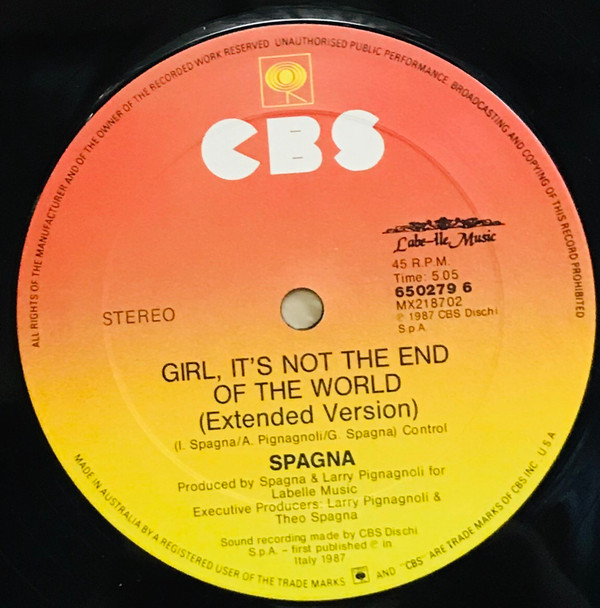 ALL RIGHTS OF THE MANUFACTURER AND OF THE OWNER OF THE RECORDED WORK RESERVED UNAUTHORISED PUBLIC PERFORMANCE BROADCASTING AND COPYING OF THIS RECORD PROHIBITED
CBS
Labe-lle Music
45 R.P.M.
Time: 5.05
650279 6
MX218702
℗ 1987 CBS Dischi
S.p.A.
STEREO
GIRL, IT'S NOT THE END
OF THE WORLD
(Extended Version)
(I. Spagna/A. Pignagnoli/G. Spagna) Control
SPAGNA
Produced by Spagna & Larry Pignagnoli for
Labelle Music
Executive Producers: Larry Pignagnoli &
Theo Spagna
Sound recording made by CBS Dischi
S.p.A. – first published ℗ in
Italy 1987
MADE IN AUSTRALIA BY A REGISTERED USER OF THE TRADE MARKS AND "CBS" ARE TRADE MARKS OF CBS INC. U.S.A.